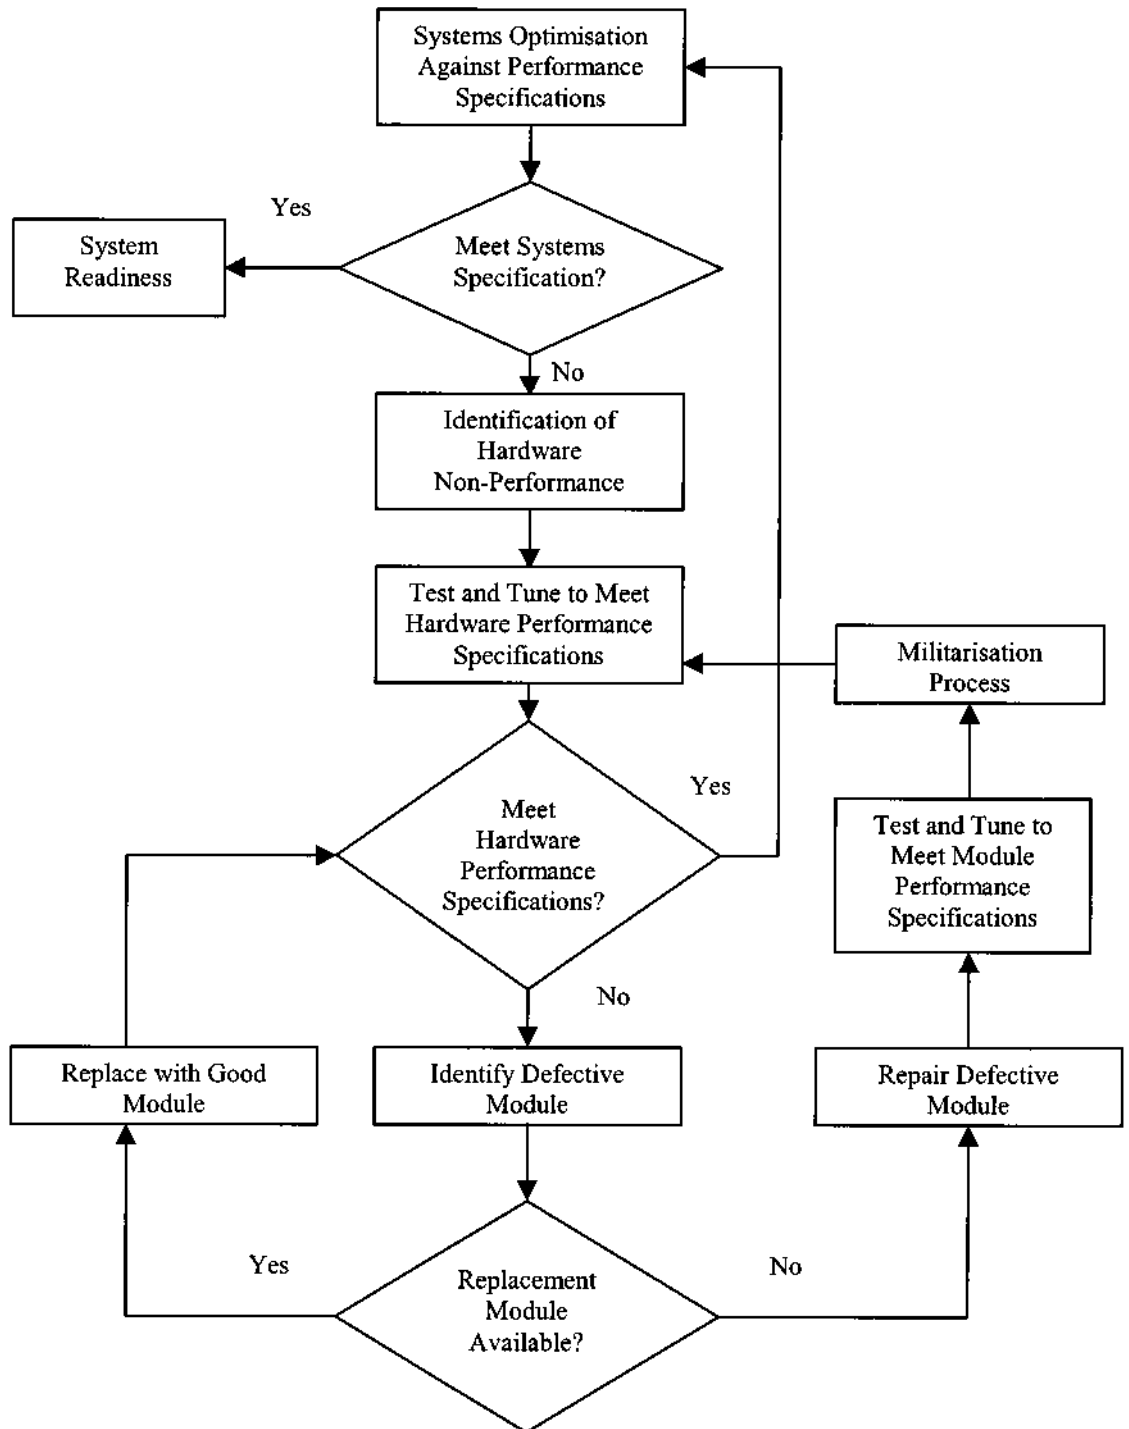 Systems Optimisation
Against Performance
Specifications
Yes
System
Readiness
Meet Systems
Specification?
No
Identification of
Hardware
Non-Performance
Test and Tune to Meet
Hardware Performance
Specifications
Militarisation
Process
Meet
Hardware
Performance
Specifications?
Yes
Test and Tune to
Meet Module
Performance
Specifications
No
Replace with Good
Module
Identify Defective
Module
Repair Defective
Module
Yes
Replacement
Module
Available?
No